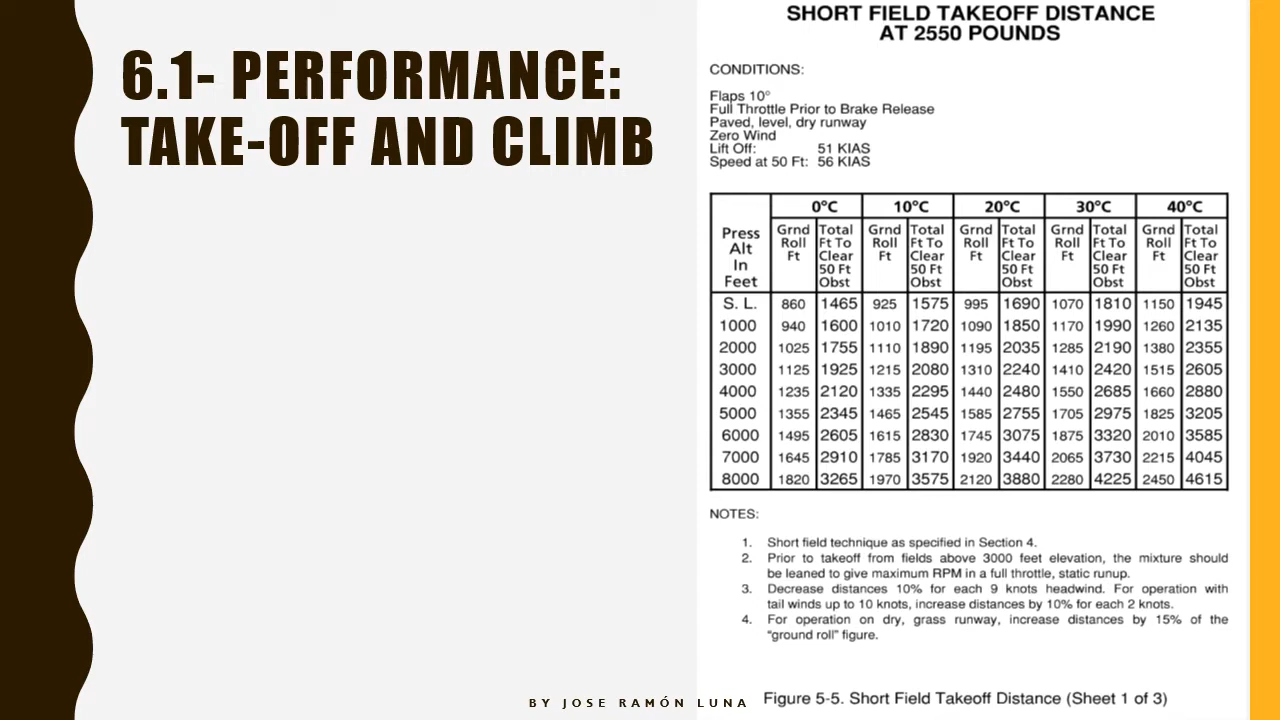 6.1- PERFORMANCE:
TAKE-OFF AND CLIMB
SHORT FIELD TAKEOFF DISTANCE
AT 2550 POUNDS
CONDITIONS:
Flaps 10°
Full Throttle Prior to Brake Release
Paved, level, dry runway
Zero Wind
Lift Off: 51 KIAS
Speed at 50 Ft: 56 KIAS
0°C 10°C 20°C 30°C 40°C
Press Alt In Feet Grnd Roll Ft Total Ft To Clear 50 Ft Obst Grnd Roll Ft Total Ft To Clear 50 Ft Obst Grnd Roll Ft Total Ft To Clear 50 Ft Obst Grnd Roll Ft Total Ft To Clear 50 Ft Obst Grnd Roll Ft Total Ft To Clear 50 Ft Obst
S. L. 860 1465 925 1575 995 1690 1070 1810 1150 1945
1000 940 1600 1010 1720 1090 1850 1170 1990 1260 2135
2000 1025 1755 1110 1890 1195 2035 1285 2190 1380 2355
3000 1125 1925 1215 2080 1310 2240 1410 2420 1515 2605
4000 1235 2120 1335 2295 1440 2480 1550 2685 1660 2880
5000 1355 2345 1465 2545 1585 2755 1705 2975 1825 3205
6000 1495 2605 1615 2830 1745 3075 1875 3320 2010 3585
7000 1645 2910 1785 3170 1920 3440 2065 3730 2215 4045
8000 1820 3265 1970 3575 2120 3880 2280 4225 2450 4615
NOTES:
1. Short field technique as specified in Section 4.
2. Prior to takeoff from fields above 3000 feet elevation, the mixture should
be leaned to give maximum RPM in a full throttle, static runup.
3. Decrease distances 10% for each 9 knots headwind. For operation with
tail winds up to 10 knots, increase distances by 10% for each 2 knots.
4. For operation on dry, grass runway, increase distances by 15% of the
"ground roll" figure.
Figure 5-5. Short Field Takeoff Distance (Sheet 1 of 3)
BY JOSE RAMÓN LUNA